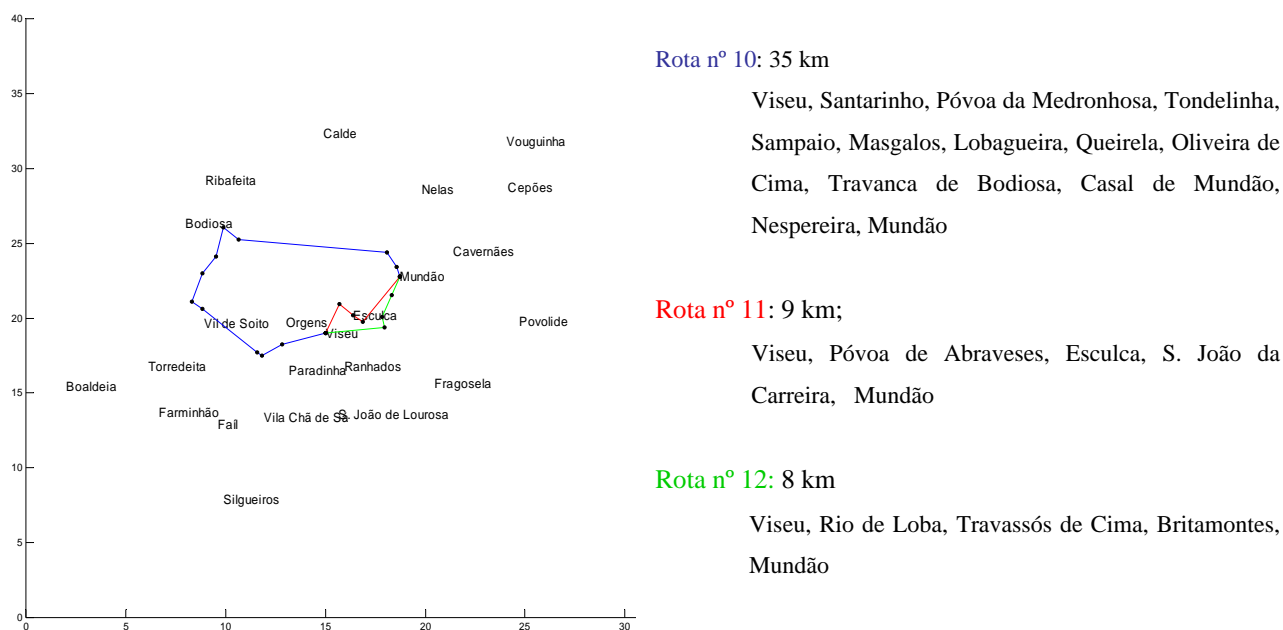 40
35
30
25
20
15
10
5
0
0 5 10 15 20 25 30
Calde
Vouguinha
Ribafeita
Nelas
Cepões
Bodiosa
Cavernães
Mundão
Vil de Soito
Orgens
Esculca
Viseu
Povolide
Torredeita
Paradinha
Ranhados
Boaldeia
Fragosela
Farminhão
Faíl
Vila Chã de Sá
S. João de Lourosa
Silgueiros
Rota nº 10: 35 km
Viseu, Santarinho, Póvoa da Medronhosa, Tondelinha,
Sampaio, Masgalos, Lobagueira, Queirela, Oliveira de
Cima, Travanca de Bodiosa, Casal de Mundão,
Nespereira, Mundão
Rota nº 11: 9 km;
Viseu, Póvoa de Abraveses, Esculca, S. João da
Carreira, Mundão
Rota nº 12: 8 km
Viseu, Rio de Loba, Travassós de Cima, Britamontes,
Mundão